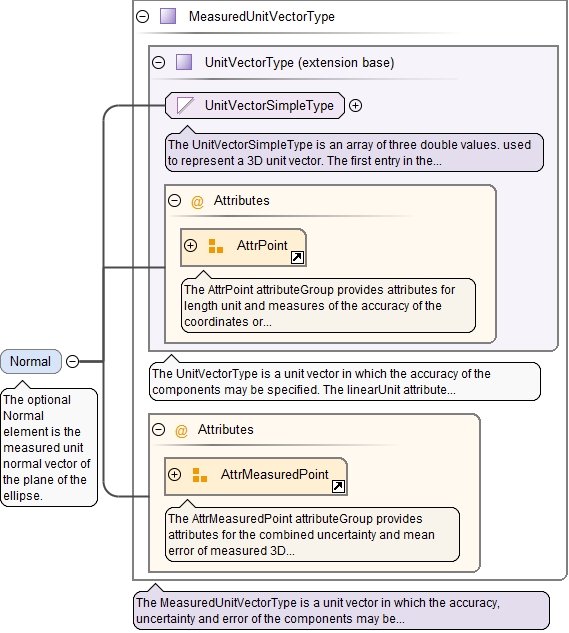 MeasuredUnitVectorType
UnitVectorType (extension base)
UnitVectorSimpleType
The UnitVectorSimpleType is an array of three double values. used
to represent a 3D unit vector. The first entry in the...
@ Attributes
AttrPoint
The AttrPoint attributeGroup provides attributes for
length unit and measures of the accuracy of the
coordinates or...
The UnitVectorType is a unit vector in which the accuracy of the
components may be specified. The linearUnit attribute...
Normal
The optional
Normal
element is the
measured unit
normal vector of
the plane of the
ellipse.
@ Attributes
AttrMeasuredPoint
The AttrMeasuredPoint attributeGroup provides
attributes for the combined uncertainty and mean
error of measured 3D...
The MeasuredUnitVectorType is a unit vector in which the accuracy,
uncertainty and error of the components may be...